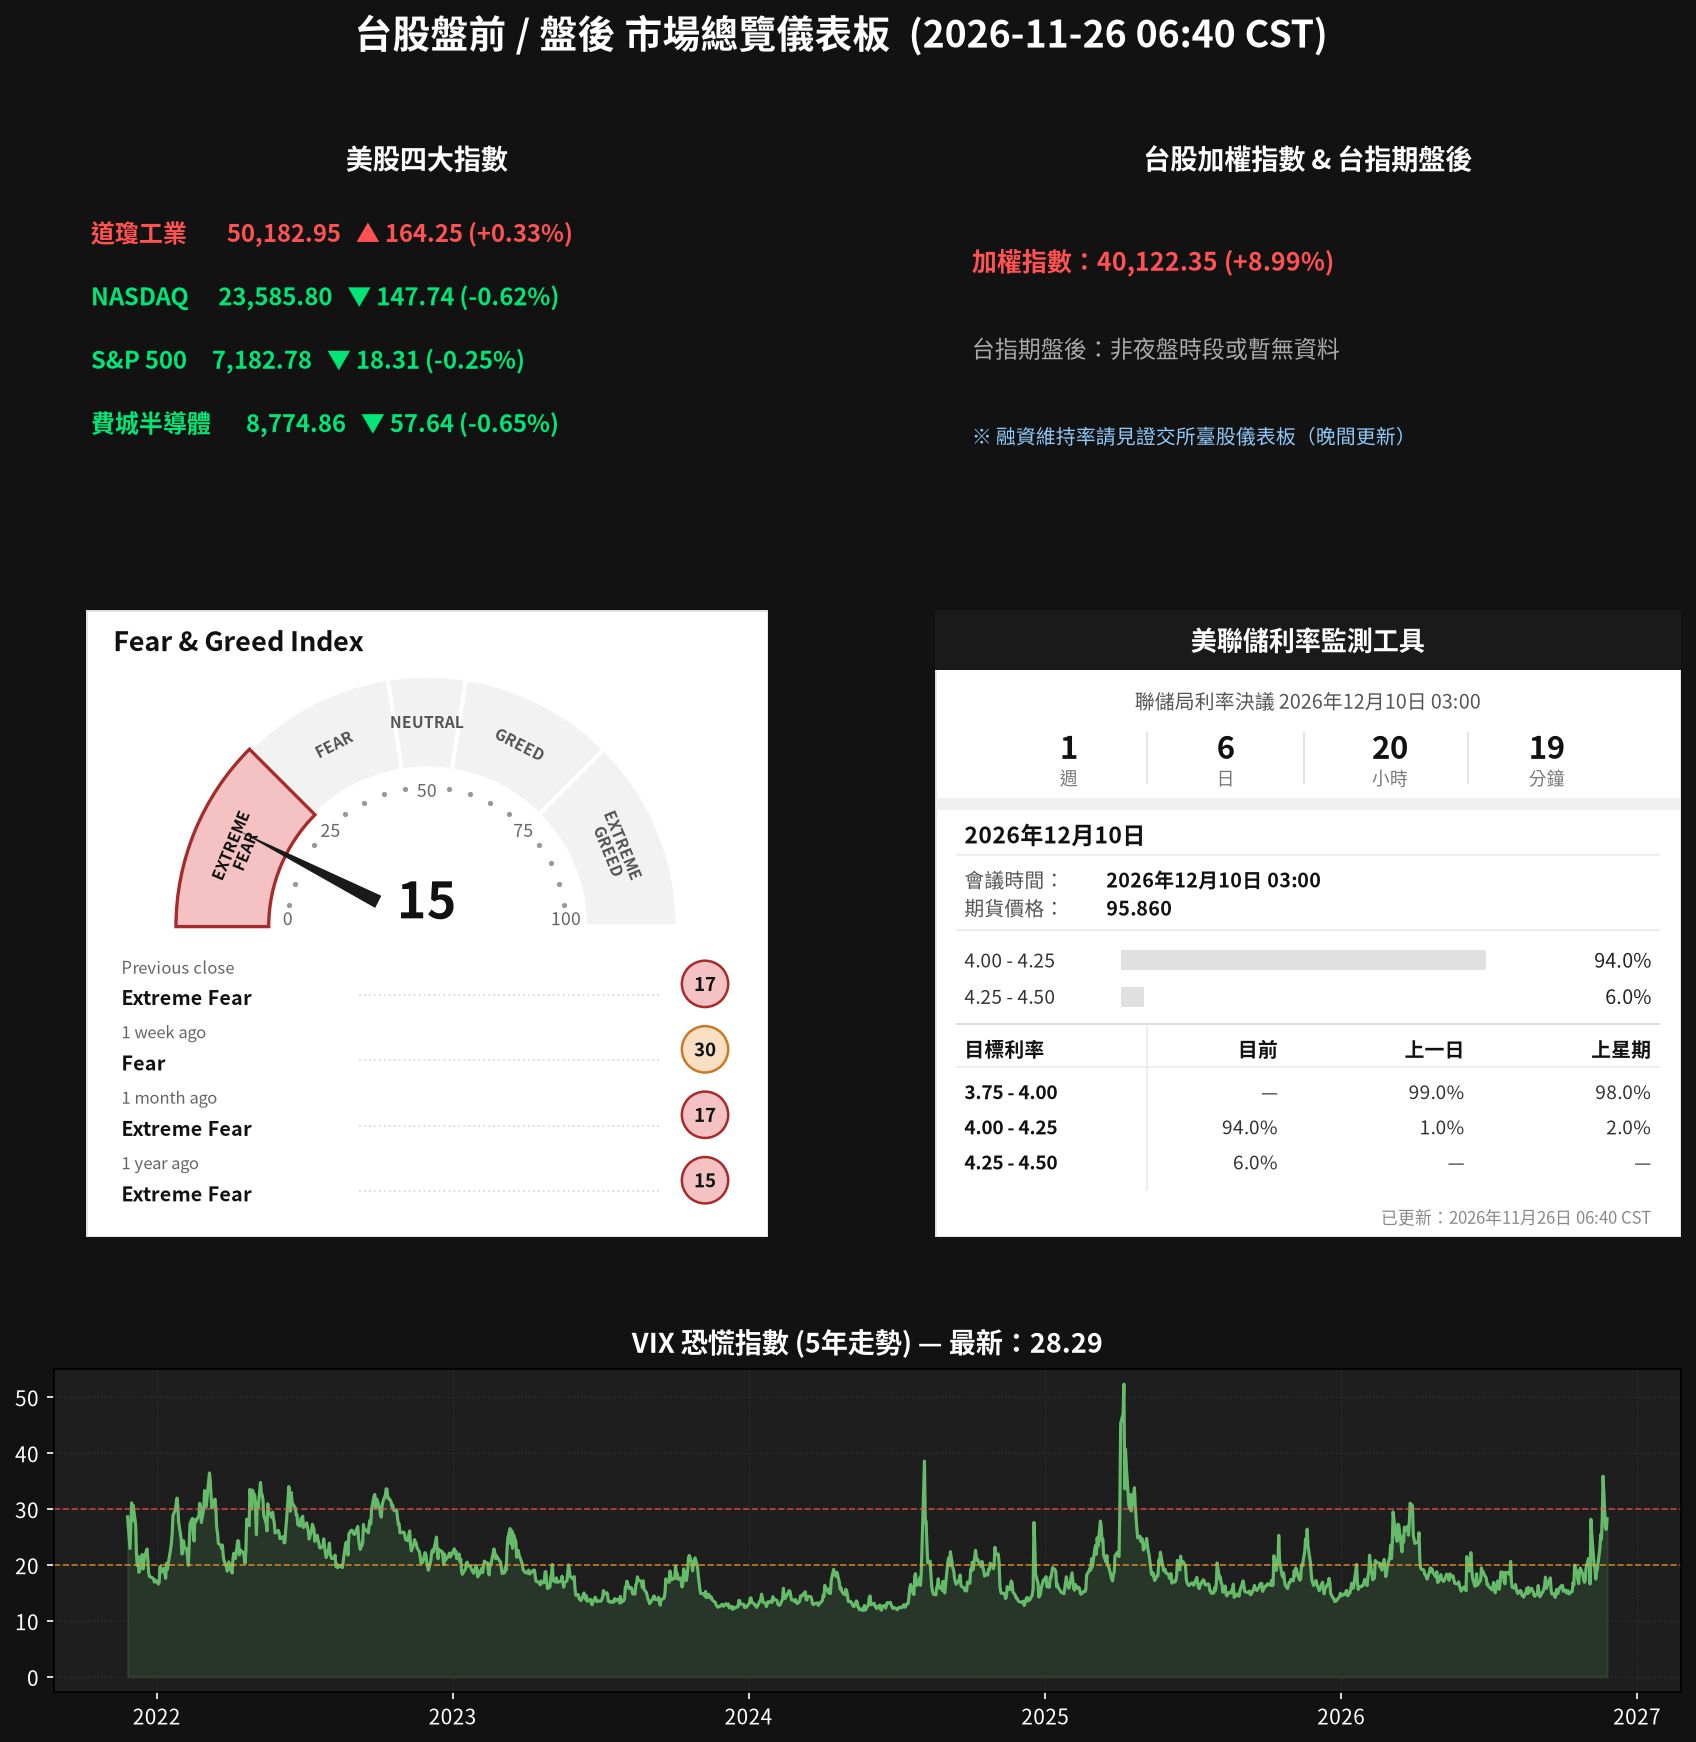 台股盤前 / 盤後 市場總覽儀表板 (2026-11-26 06:40 CST)
美股四大指數
道瓊工業 50,182.95 ▲ 164.25 (+0.33%)
NASDAQ 23,585.80 ▼ 147.74 (-0.62%)
S&P 500 7,182.78 ▼ 18.31 (-0.25%)
費城半導體 8,774.86 ▼ 57.64 (-0.65%)
台股加權指數 & 台指期盤後
加權指數：40,122.35 (+8.99%)
台指期盤後：非夜盤時段或暫無資料
※ 融資維持率請見證交所臺股儀表板（晚間更新）
Fear & Greed Index
EXTREME FEAR
FEAR
NEUTRAL
GREED
EXTREME GREED
0
25
50
75
100
15
Previous close
Extreme Fear 17
1 week ago
Fear 30
1 month ago
Extreme Fear 17
1 year ago
Extreme Fear 15
美聯儲利率監測工具
聯儲局利率決議 2026年12月10日 03:00
1 6 20 19
週 日 小時 分鐘
2026年12月10日
會議時間： 2026年12月10日 03:00
期貨價格： 95.860
4.00 - 4.25 94.0%
4.25 - 4.50 6.0%
目標利率 目前 上一日 上星期
3.75 - 4.00 — 99.0% 98.0%
4.00 - 4.25 94.0% 1.0% 2.0%
4.25 - 4.50 6.0% — —
已更新：2026年11月26日 06:40 CST
VIX 恐慌指數 (5年走勢) — 最新：28.29
50
40
30
20
10
0
2022 2023 2024 2025 2026 2027